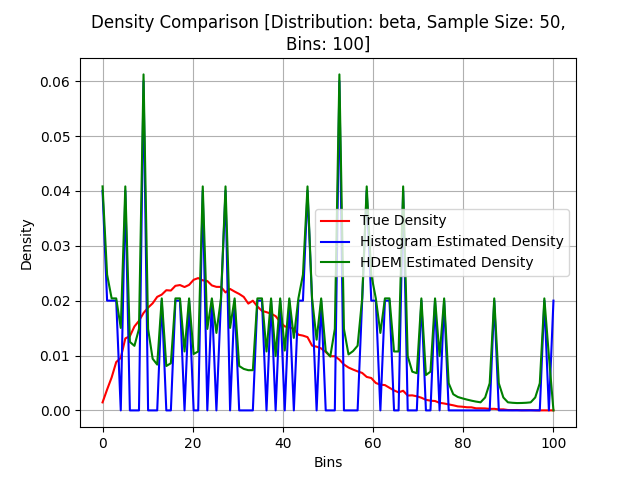 Density Comparison [Distribution: beta, Sample Size: 50,
Bins: 100]
Density
0.06
0.05
0.04
0.03
0.02
0.01
0.00
True Density
Histogram Estimated Density
HDEM Estimated Density
0 20 40 60 80 100
Bins